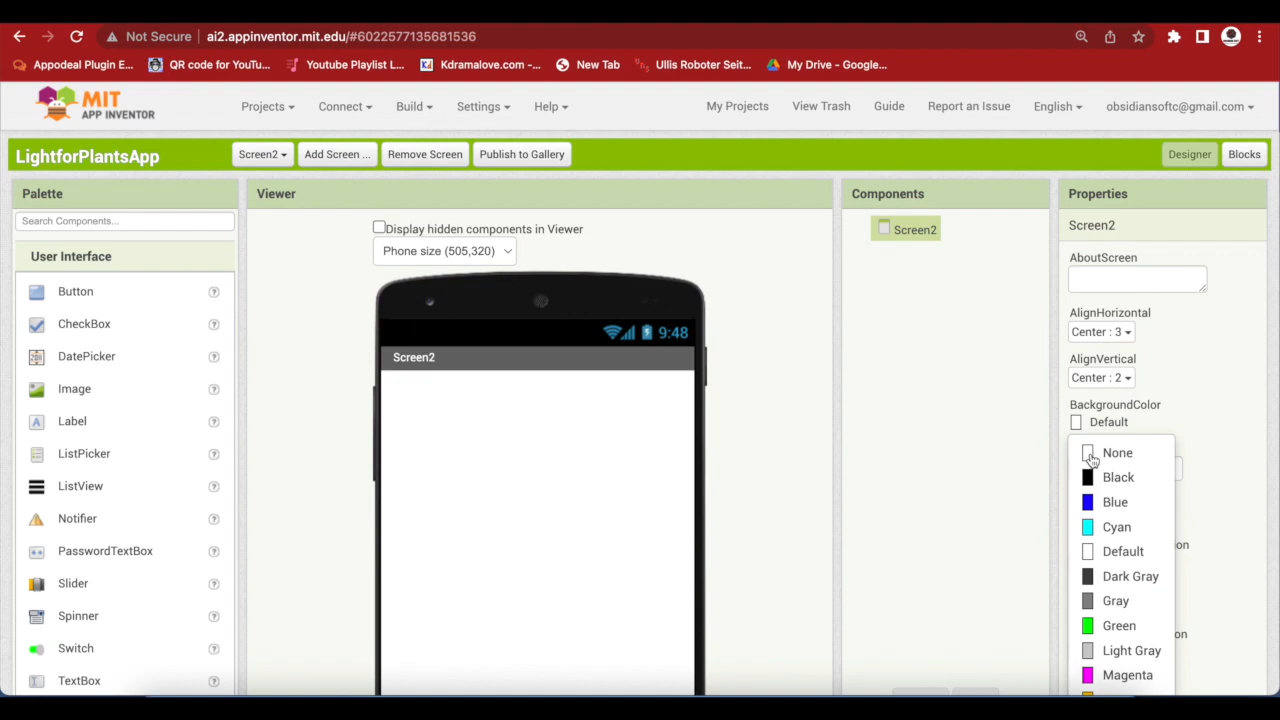 Not Secure ai2.appinventor.mit.edu/#6022577135681536
Appodeal Plugin E... QR code for YouTu... Youtube Playlist L... Kdramalove.com -... New Tab Ullis Roboter Seit... My Drive - Google...
MIT
APP INVENTOR
Projects Connect Build Settings Help My Projects View Trash Guide Report an Issue English obsidiansoftc@gmail.com
LightforPlantsApp Screen2 Add Screen ... Remove Screen Publish to Gallery Designer Blocks
Palette Viewer Components Properties
Search Components...
User Interface
Button
CheckBox
DatePicker
Image
Label
ListPicker
ListView
Notifier
PasswordTextBox
Slider
Spinner
Switch
TextBox
Display hidden components in Viewer
Phone size (505,320)
9:48
Screen2
Screen2
Screen2
AboutScreen
AlignHorizontal
Center : 3
AlignVertical
Center : 2
BackgroundColor
Default
None
Black
Blue
Cyan
Default
Dark Gray
Gray
Green
Light Gray
Magenta
ion
on